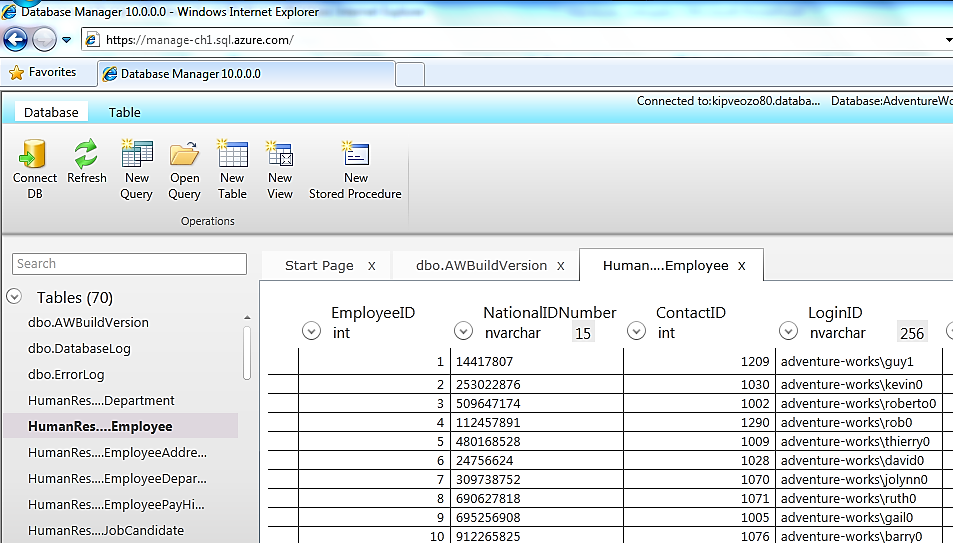 Database Manager 10.0.0.0 - Windows Internet Explorer
https://manage-ch1.sql.azure.com/
Favorites
Database Manager 10.0.0.0
Connected to:kipveozo80.databa... Database:AdventureWo
Database Table
Connect DB
Refresh
New Query
Open Query
New Table
New View
New Stored Procedure
Operations
Search
Tables (70)
dbo.AWBuildVersion
dbo.DatabaseLog
dbo.ErrorLog
HumanRes....Department
HumanRes....Employee
HumanRes....EmployeeAddre...
HumanRes....EmployeeDepar...
HumanRes....EmployeePayHi...
HumanRes....JobCandidate
Start Page X dbo.AWBuildVersion X Human....Employee X
EmployeeID NationalIDNumber ContactID LoginID
int nvarchar 15 int nvarchar 256
1 14417807 1209 adventure-works\guy1
2 253022876 1030 adventure-works\kevin0
3 509647174 1002 adventure-works\roberto0
4 112457891 1290 adventure-works\rob0
5 480168528 1009 adventure-works\thierry0
6 24756624 1028 adventure-works\david0
7 309738752 1070 adventure-works\jolynn0
8 690627818 1071 adventure-works\ruth0
9 695256908 1005 adventure-works\gail0
10 912265825 1076 adventure-works\barry0